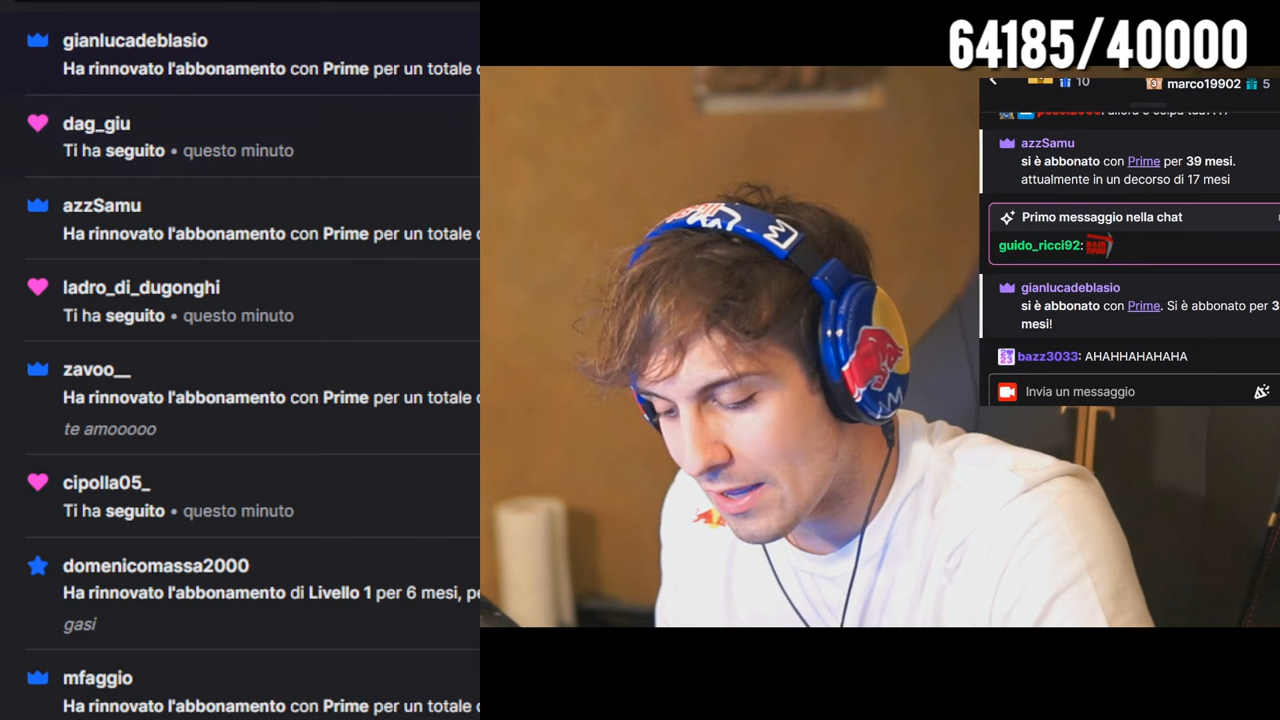 gianlucadeblasio
Ha rinnovato l'abbonamento con Prime per un totale
dag_giu
Ti ha seguito • questo minuto
azzSamu
Ha rinnovato l'abbonamento con Prime per un totale
ladro_di_dugonghi
Ti ha seguito • questo minuto
zavoo__
Ha rinnovato l'abbonamento con Prime per un totale
te amooooo
cipolla05_
Ti ha seguito • questo minuto
domenicomassa2000
Ha rinnovato l'abbonamento di Livello 1 per 6 mesi,
gasi
mfaggio
Ha rinnovato l'abbonamento con Prime per un totale
64185/40000
10
marco19902 5
azzSamu
si è abbonato con Prime per 39 mesi.
attualmente in un decorso di 17 mesi
Primo messaggio nella chat
guido_ricci92: RAID
gianlucadeblasio
si è abbonato con Prime. Si è abbonato per 3
mesi!
bazz3033: AHAHHAHAHAHA
Invia un messaggio